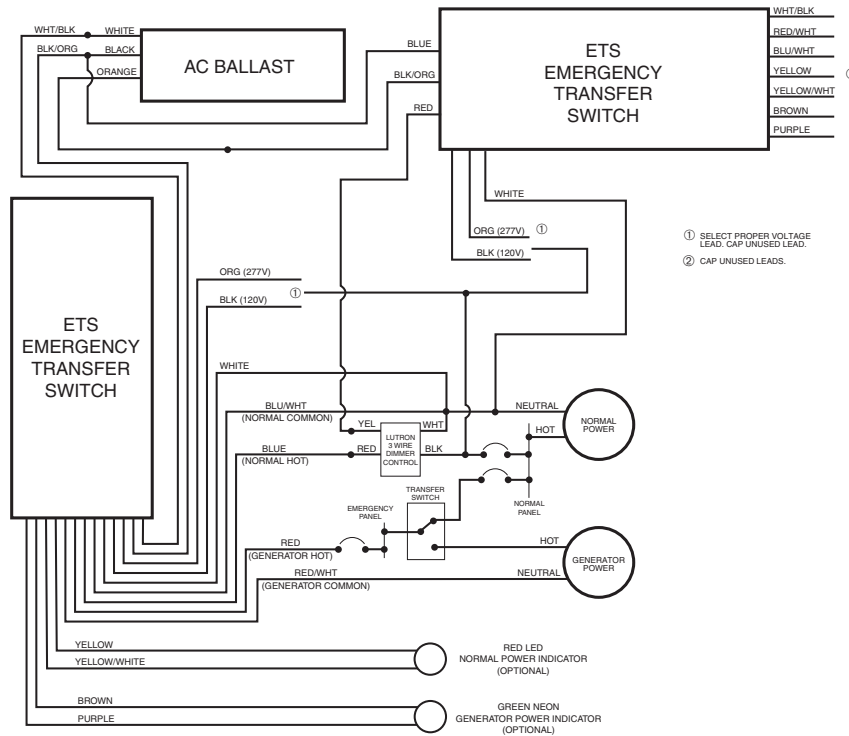 WHT/BLK
WHITE
BLK/ORG
BLACK
ORANGE
AC BALLAST
BLUE
BLK/ORG
RED
ETS
EMERGENCY
TRANSFER
SWITCH
WHT/BLK
RED/WHT
BLU/WHT
YELLOW
YELLOW/WHT
BROWN
PURPLE
WHITE
ORG (277V) ①
BLK (120V)
① SELECT PROPER VOLTAGE
LEAD. CAP UNUSED LEAD.
② CAP UNUSED LEADS.
ORG (277V)
①
BLK (120V)
ETS
EMERGENCY
TRANSFER
SWITCH
WHITE
BLU/WHT
(NORMAL COMMON)
YEL
WHT
BLUE
(NORMAL HOT)
RED
BLK
LUTRON
3 WIRE
DIMMER
CONTROL
NEUTRAL
HOT
NORMAL
POWER
NORMAL
PANEL
TRANSFER
SWITCH
EMERGENCY
PANEL
RED
(GENERATOR HOT)
HOT
RED/WHT
(GENERATOR COMMON)
NEUTRAL
GENERATOR
POWER
YELLOW
YELLOW/WHITE
RED LED
NORMAL POWER INDICATOR
(OPTIONAL)
BROWN
PURPLE
GREEN NEON
GENERATOR POWER INDICATOR
(OPTIONAL)